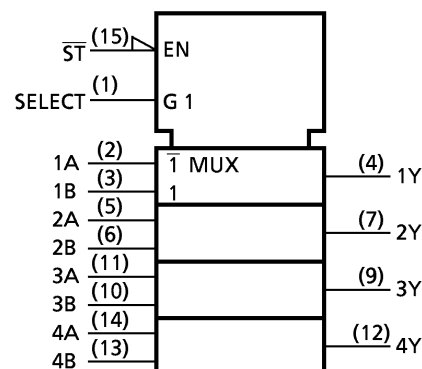 S̅T̅ (15) EN
SELECT (1) G 1
1A (2) 1̅ MUX (4) 1Y
1B (3) 1
2A (5) (7) 2Y
2B (6)
3A (11) (9) 3Y
3B (10)
4A (14) (12) 4Y
4B (13)